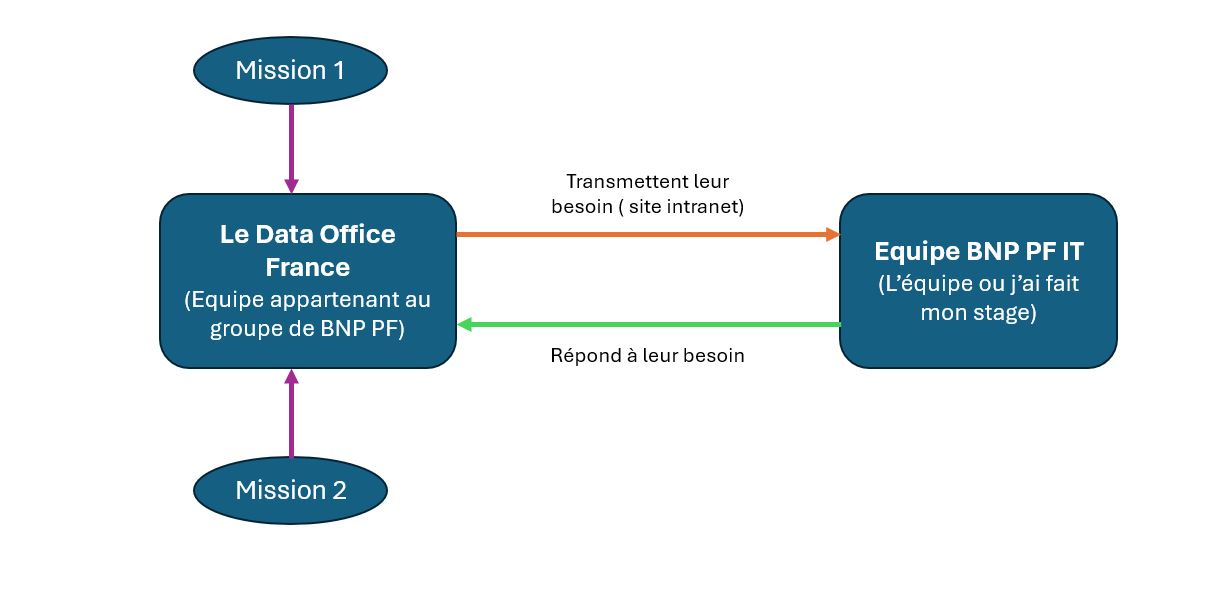 Mission 1
Transmettent leur
besoin ( site intranet)
Le Data Office
France
(Equipe appartenant au
groupe de BNP PF)
Equipe BNP PF IT
(L’équipe ou j’ai fait
mon stage)
Répond à leur besoin
Mission 2